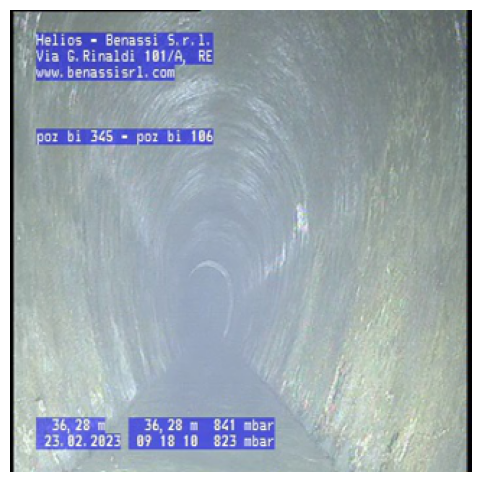 Helios - Benassi S.r.l.
Via G.Rinaldi 101/A, RE
www.benassisrl.com
poz bi 345 - poz bi 106
36,28 m 36,28 m 841 mbar
23.02.2023 09 18 10 823 mbar